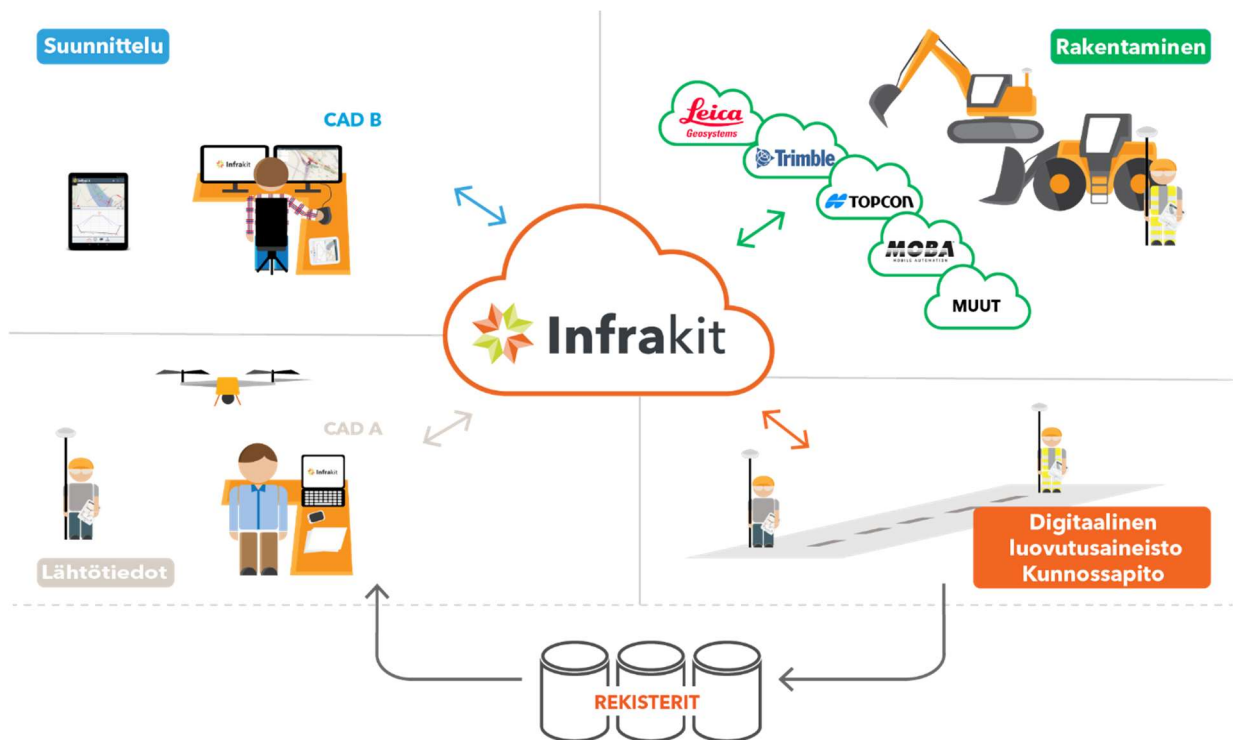 Suunnittelu
Rakentaminen
CAD B
Infrakit
Leica
Geosystems
Trimble
TOPCON
MOBA
MOBILE AUTOMATION
MUUT
Infrakit
CAD A
Infrakit
Lähtötiedot
Digitaalinen
luovutusaineisto
Kunnossapito
REKISTERIT